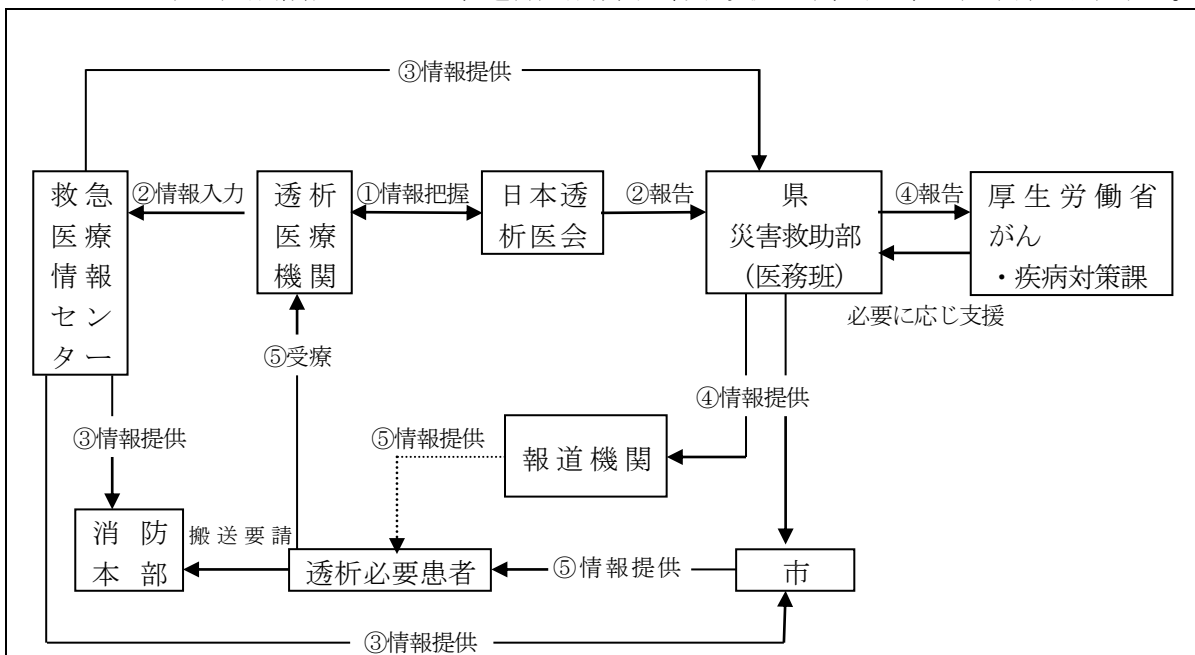 ③情報提供
救急
医療
情報
セン
ター
②情報入力
透析
医療
機関
①情報把握
日本透
析医会
②報告
県
災害救助部
(医務班)
④報告
厚生労働省
がん
・疾病対策課
必要に応じ支援
⑤受療
④情報提供
③情報提供
⑤情報提供
報道機関
消防
本部
搬送要請
透析必要患者
⑤情報提供
市
③情報提供